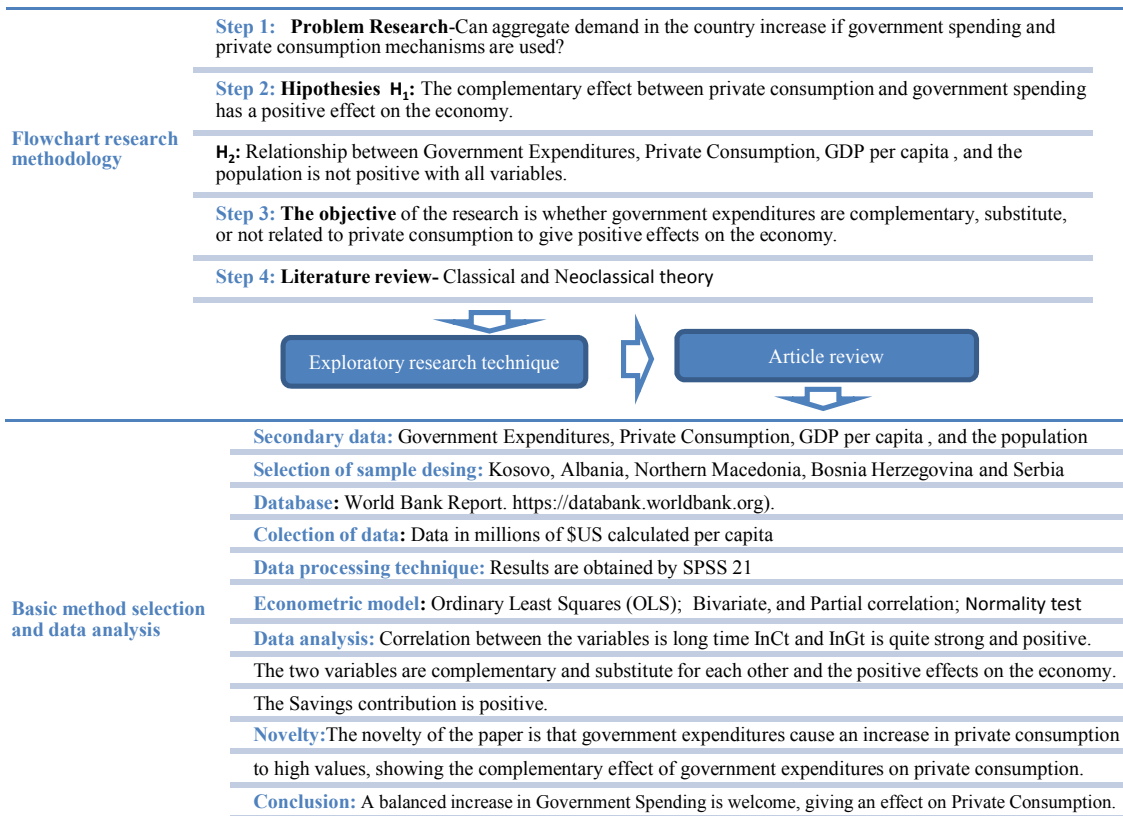 Step 1: Problem Research-Can aggregate demand in the country increase if government spending and
private consumption mechanisms are used?
Step 2: Hipothesies H1: The complementary effect between private consumption and government spending
has a positive effect on the economy.
Flowchart research
methodology
H2: Relationship between Government Expenditures, Private Consumption, GDP per capita , and the
population is not positive with all variables.
Step 3: The objective of the research is whether government expenditures are complementary, substitute,
or not related to private consumption to give positive effects on the economy.
Step 4: Literature review- Classical and Neoclassical theory
Exploratory research technique
Article review
Secondary data: Government Expenditures, Private Consumption, GDP per capita , and the population
Selection of sample desing: Kosovo, Albania, Northern Macedonia, Bosnia Herzegovina and Serbia
Database: World Bank Report. https://databank.worldbank.org).
Colection of data: Data in millions of $US calculated per capita
Data processing technique: Results are obtained by SPSS 21
Basic method selection
and data analysis
Econometric model: Ordinary Least Squares (OLS); Bivariate, and Partial correlation; Normality test
Data analysis: Correlation between the variables is long time InCt and InGt is quite strong and positive.
The two variables are complementary and substitute for each other and the positive effects on the economy.
The Savings contribution is positive.
Novelty:The novelty of the paper is that government expenditures cause an increase in private consumption
to high values, showing the complementary effect of government expenditures on private consumption.
Conclusion: A balanced increase in Government Spending is welcome, giving an effect on Private Consumption.